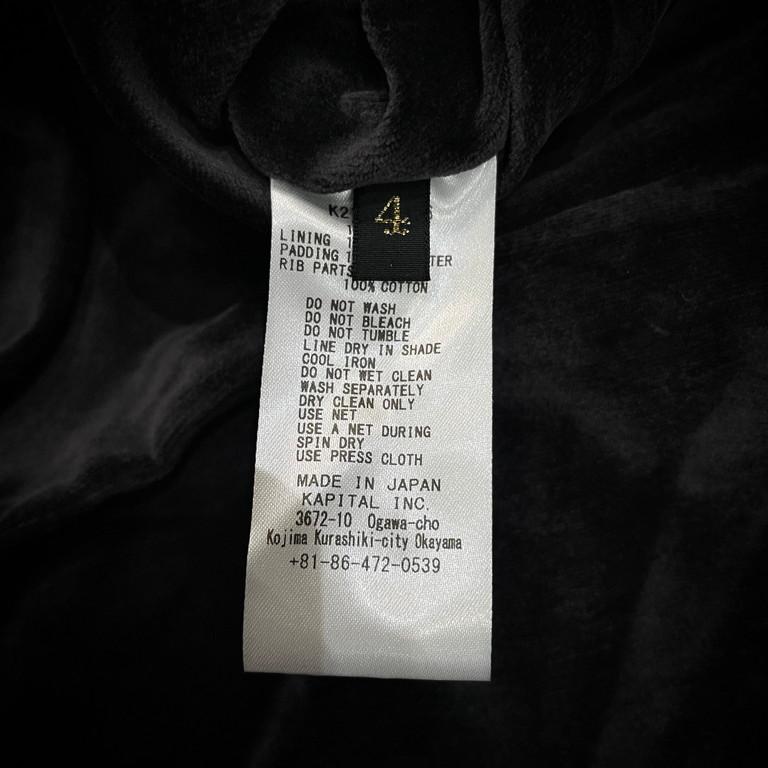 4
LINING
PADDING
RIB PARTS
100% COTTON
DO NOT WASH
DO NOT BLEACH
DO NOT TUMBLE
LINE DRY IN SHADE
COOL IRON
DO NOT WET CLEAN
WASH SEPARATELY
DRY CLEAN ONLY
USE NET
USE A NET DURING
SPIN DRY
USE PRESS CLOTH
MADE IN JAPAN
KAPITAL INC.
3672-10 Ogawa-cho
Kojima Kurashiki-city Okayama
+81-86-472-0539